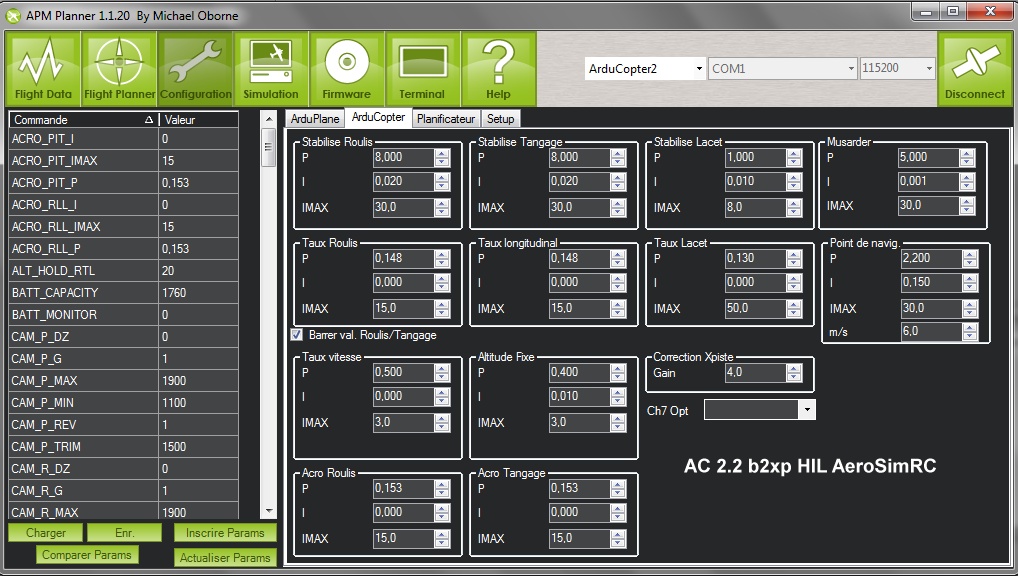 APM Planner 1.1.20 By Michael Oborne
Flight Data Flight Planner Configuration Simulation Firmware Terminal Help ArduCopter2 COM1 115200 Disconnect
Commande Valeur
ACRO_PIT_I 0
ACRO_PIT_IMAX 15
ACRO_PIT_P 0,153
ACRO_RLL_I 0
ACRO_RLL_IMAX 15
ACRO_RLL_P 0,153
ALT_HOLD_RTL 20
BATT_CAPACITY 1760
BATT_MONITOR 0
CAM_P_DZ 0
CAM_P_G 1
CAM_P_MAX 1900
CAM_P_MIN 1100
CAM_P_REV 1
CAM_P_TRIM 1500
CAM_R_DZ 0
CAM_R_G 1
CAM_R_MAX 1900
Charger Enr. Inscrire Params
Comparer Params Actualiser Params
ArduPlane ArduCopter Planificateur Setup
Stabilise Roulis
P 8,000
I 0,020
IMAX 30,0
Stabilise Tangage
P 8,000
I 0,020
IMAX 30,0
Stabilise Lacet
P 1,000
I 0,010
IMAX 8,0
Musarder
P 5,000
I 0,001
IMAX 30,0
Taux Roulis
P 0,148
I 0,000
IMAX 15,0
Taux longitudinal
P 0,148
I 0,000
IMAX 15,0
Taux Lacet
P 0,130
I 0,000
IMAX 50,0
Point de navig.
P 2,200
I 0,150
IMAX 30,0
m/s 6,0
Barrer val. Roulis/Tangage
Taux vitesse
P 0,500
I 0,000
IMAX 3,0
Altitude Fixe
P 0,400
I 0,010
IMAX 3,0
Correction Xpiste
Gain 4,0
Ch7 Opt
AC 2.2 b2xp HIL AeroSimRC
Acro Roulis
P 0,153
I 0,000
IMAX 15,0
Acro Tangage
P 0,153
I 0,000
IMAX 15,0